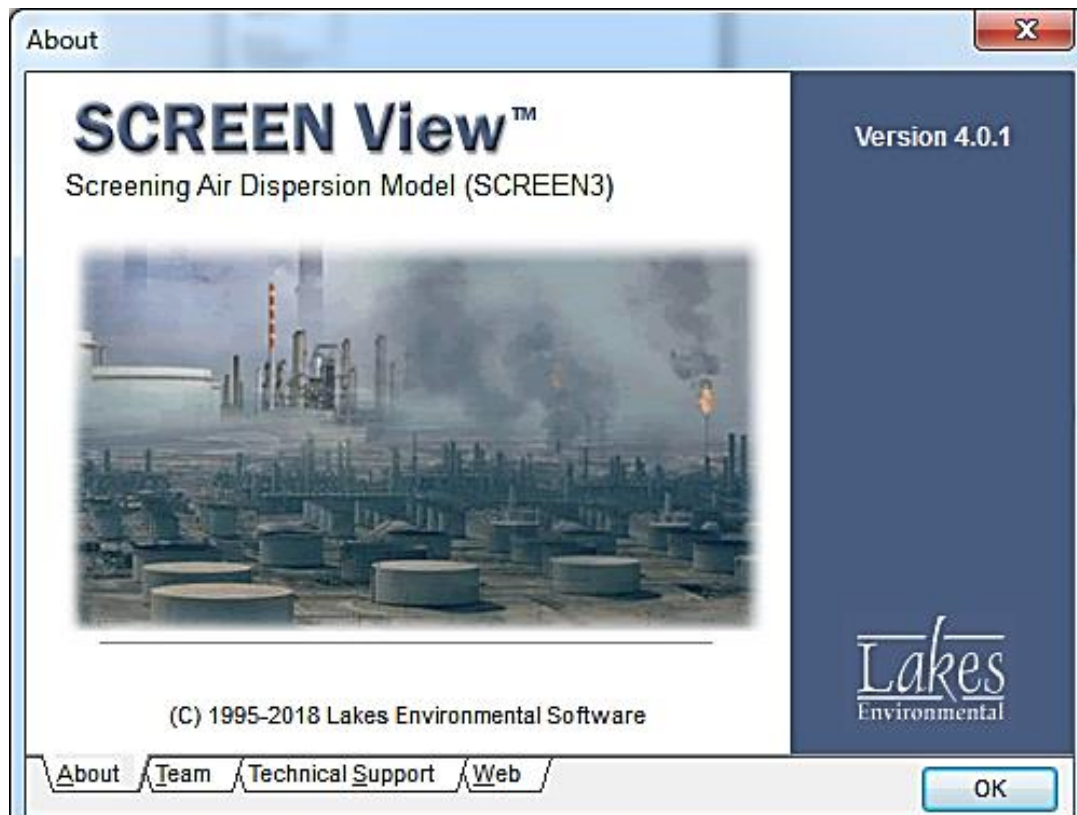 About
SCREEN View™
Version 4.0.1
Screening Air Dispersion Model (SCREEN3)
Lakes
Environmental
(C) 1995-2018 Lakes Environmental Software
About Team Technical Support Web
OK